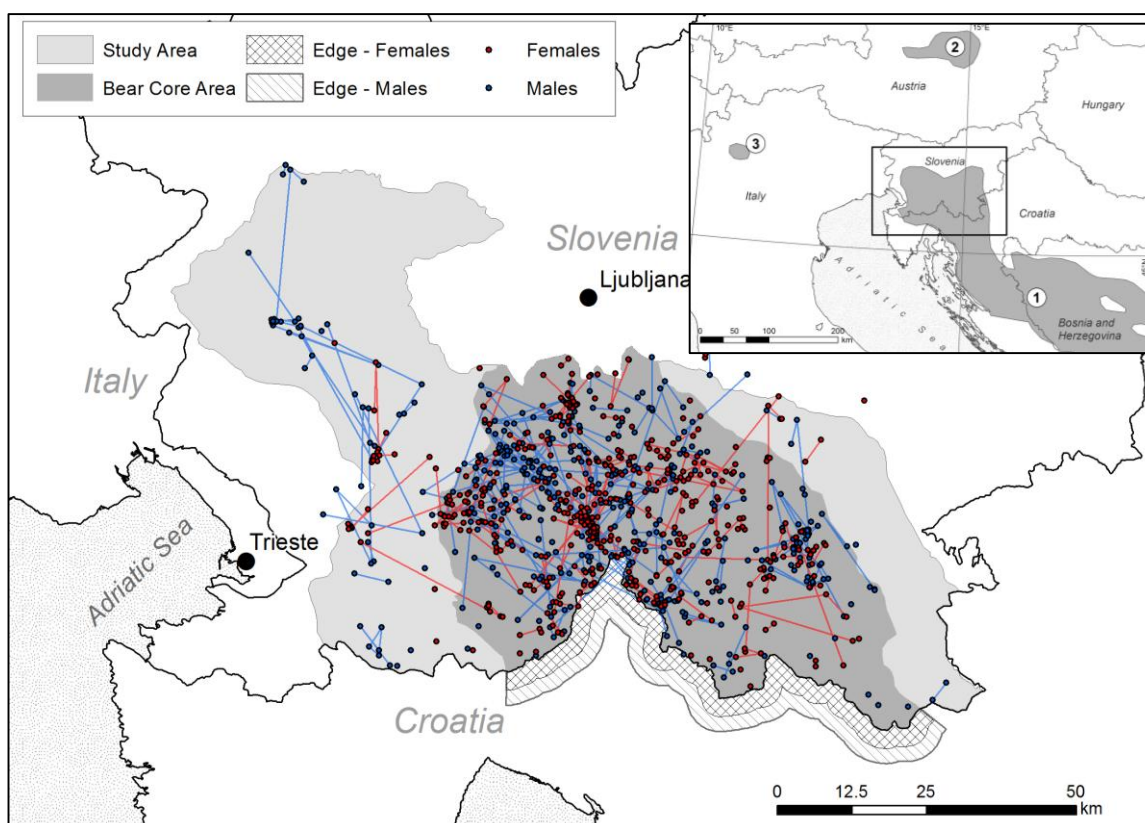 Study Area
Edge - Females
Females
Bear Core Area
Edge - Males
Males
10°E
15°E
2
Austria
Hungary
3
Slovenia
Italy
Croatia
Adriatic Sea
1
Bosnia and
Herzegovina
0 50 100 200
km
Slovenia
Ljubljana
Italy
Trieste
Adriatic Sea
Croatia
0 12.5 25 50
km